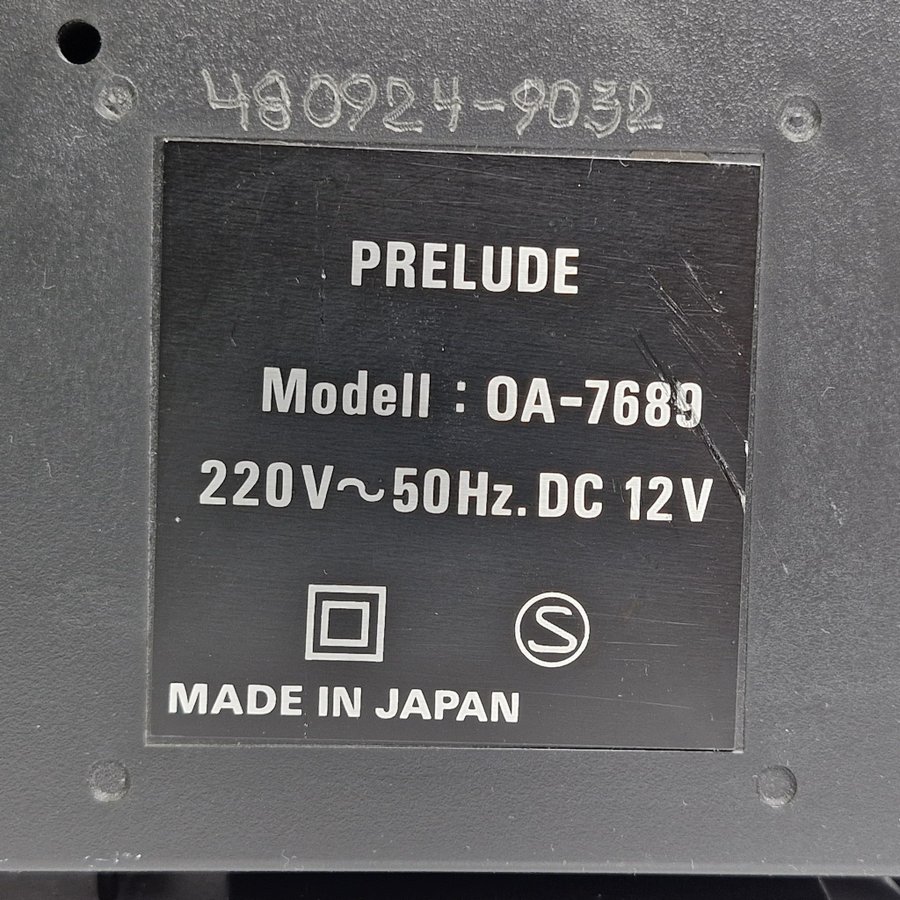 480924-9032
PRELUDE
Modell : OA-7689
220V~50Hz. DC 12V
S
MADE IN JAPAN